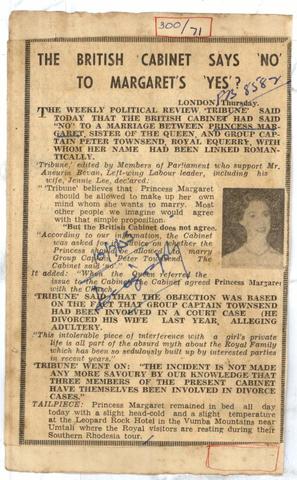 300/71
THE BRITISH CABINET SAYS 'NO'
TO MARGARET'S 'YES'?
PB 8582
LONDON, Thursday.
THE WEEKLY POLITICAL REVIEW 'TRIBUNE' SAID
TODAY THAT THE BRITISH CABINET HAD SAID
"NO" TO A MARRIAGE BETWEEN PRINCESS MAR-
GARET, SISTER OF THE QUEEN, AND GROUP CAP-
TAIN PETER TOWNSEND, ROYAL EQUERRY, WITH
WHOM HER NAME HAD BEEN LINKED ROMAN-
TICALLY.
'Tribune,' edited by Members of Parliament who support Mr.
Aneurin Bevan, Left-wing Labour leader, including his
wife, Jennie Lee, declared:
" 'Tribune' believes that Princess Margaret
should be allowed to make up her own
mind whom she wants to marry. Most
other people we imagine would agree
with that simple proposition.
"But the British Cabinet does not agree.
"According to our information, the Cabinet
was asked for advice on whether the
Princess might be allowed to marry
Group Captain Peter Townsend. The
Cabinet said
It added: "When the Queen referred the
issue to the Cabinet the Cabinet agreed Princess Margaret
with the Church.
'TRIBUNE' SAID THAT THE OBJECTION WAS BASED
ON THE FACT THAT GROUP CAPTAIN TOWNSEND
HAD BEEN INVOLVED IN A COURT CASE (HE
DIVORCED HIS WIFE LAST YEAR, ALLEGING
ADULTERY.
"This intolerable piece of interference with a girl's private
life is all part of the absurd myth about the Royal Family
which has been so sedulously built up by interested parties
in recent years."
'TRIBUNE' WENT ON: "THE INCIDENT IS NOT MADE
ANY MORE SAVOURY BY OUR KNOWLEDGE THAT
THREE MEMBERS OF THE PRESENT CABINET
HAVE THEMSELVES BEEN INVOLVED IN DIVORCE
CASES."
TAILPIECE: Princess Margaret remained in bed all day
today with a slight head-cold and a slight temperature
at the Leopard Rock Hotel in the Vumba Mountains near
Umtali where the Royal visitors are resting during their
Southern Rhodesia tour.